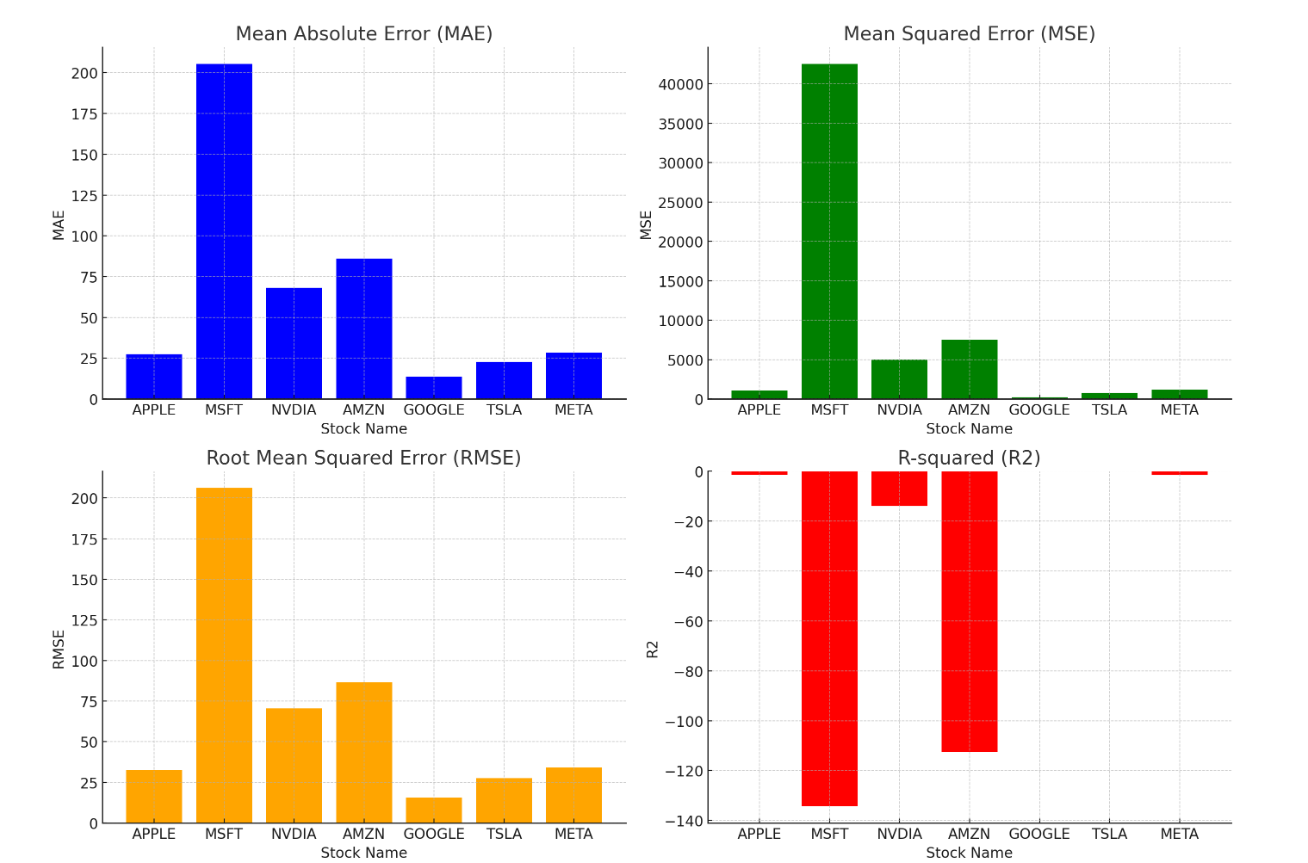 Mean Absolute Error (MAE)
200
175
150
125
100
75
50
25
0
MAE
APPLE MSFT NVDIA AMZN GOOGLE TSLA META
Stock Name
Mean Squared Error (MSE)
40000
35000
30000
25000
20000
15000
10000
5000
0
MSE
APPLE MSFT NVDIA AMZN GOOGLE TSLA META
Stock Name
Root Mean Squared Error (RMSE)
200
175
150
125
100
75
50
25
0
RMSE
APPLE MSFT NVDIA AMZN GOOGLE TSLA META
Stock Name
R-squared (R2)
0
−20
−40
−60
−80
−100
−120
−140
R2
APPLE MSFT NVDIA AMZN GOOGLE TSLA META
Stock Name